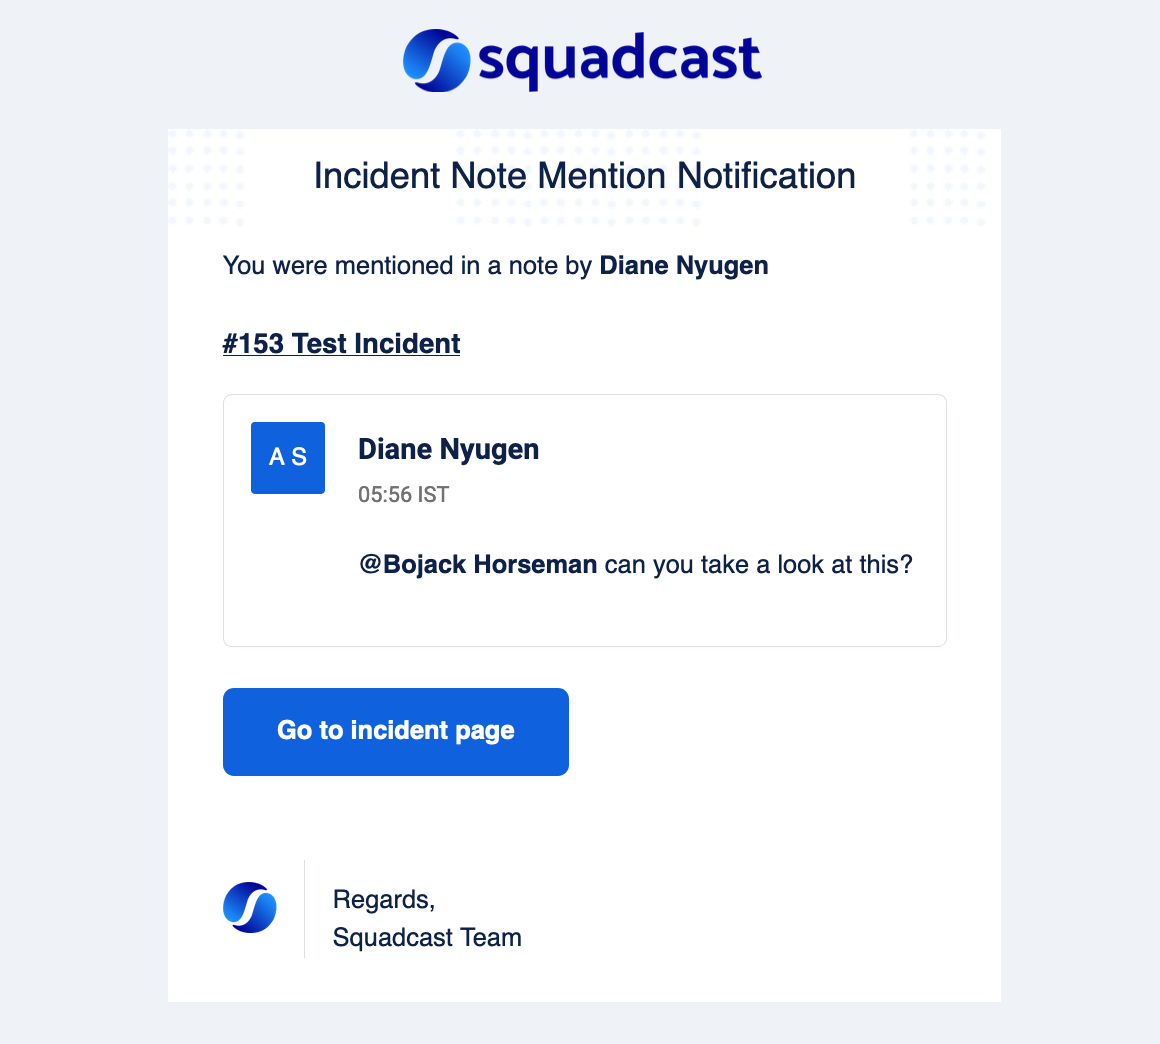 squadcast
Incident Note Mention Notification
You were mentioned in a note by Diane Nyugen
#153 Test Incident
A S
Diane Nyugen
05:56 IST
@Bojack Horseman can you take a look at this?
Go to incident page
Regards,
Squadcast Team